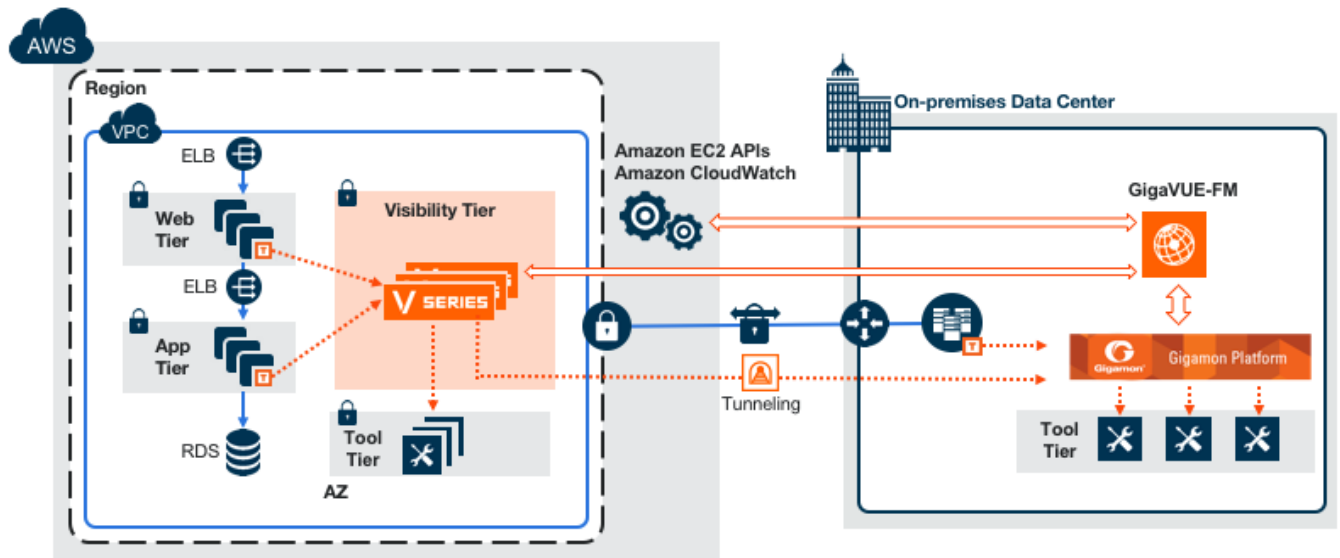 AWS
Region
VPC
ELB
Web
Tier
T
ELB
App
Tier
T
RDS
Visibility Tier
V SERIES
Tool
Tier
AZ
Amazon EC2 APIs
Amazon CloudWatch
Tunneling
On-premises Data Center
GigaVUE-FM
T
G
Gigamon®
Gigamon Platform
Tool
Tier